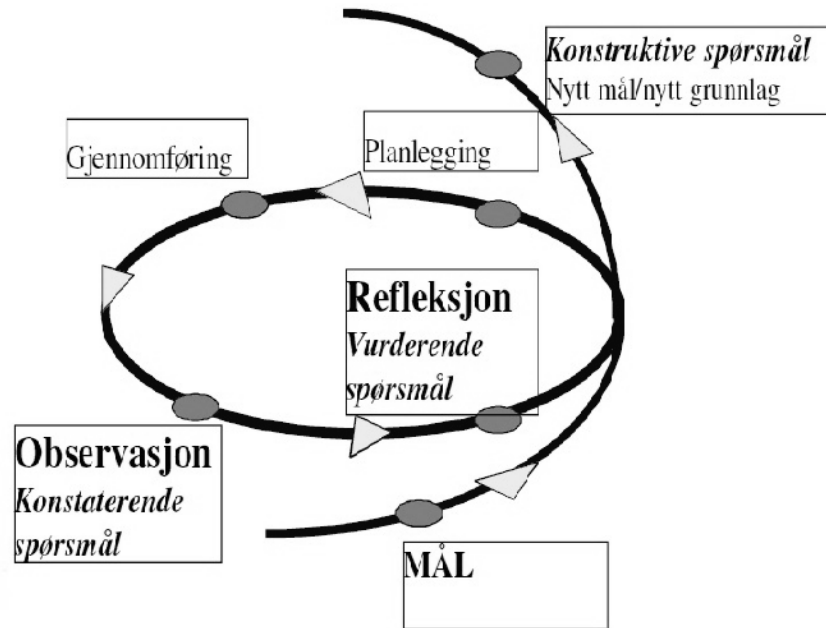 Konstruktive spørsmål
Nytt mål/nytt grunnlag
Gjennomføring
Planlegging
Refleksjon
Vurderende
spørsmål
Observasjon
Konstaterende
spørsmål
MÅL